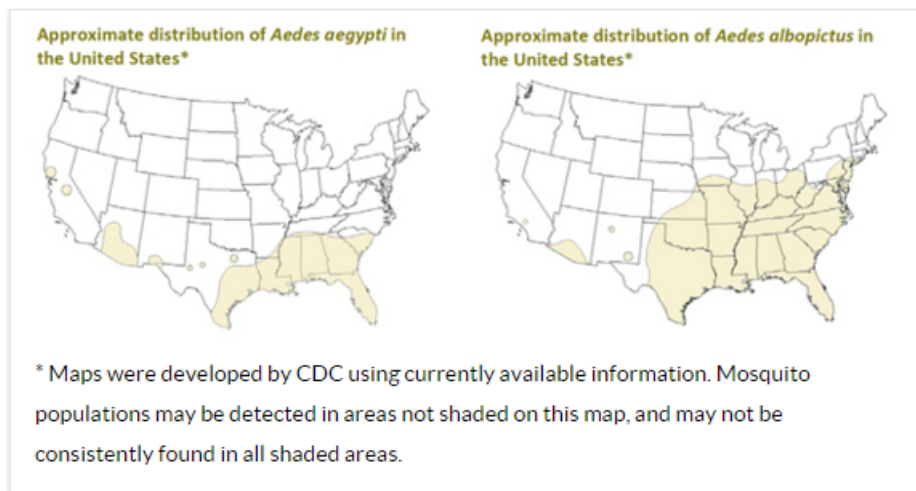 Approximate distribution of Aedes aegypti in
the United States*
Approximate distribution of Aedes albopictus in
the United States*
* Maps were developed by CDC using currently available information. Mosquito
populations may be detected in areas not shaded on this map, and may not be
consistently found in all shaded areas.